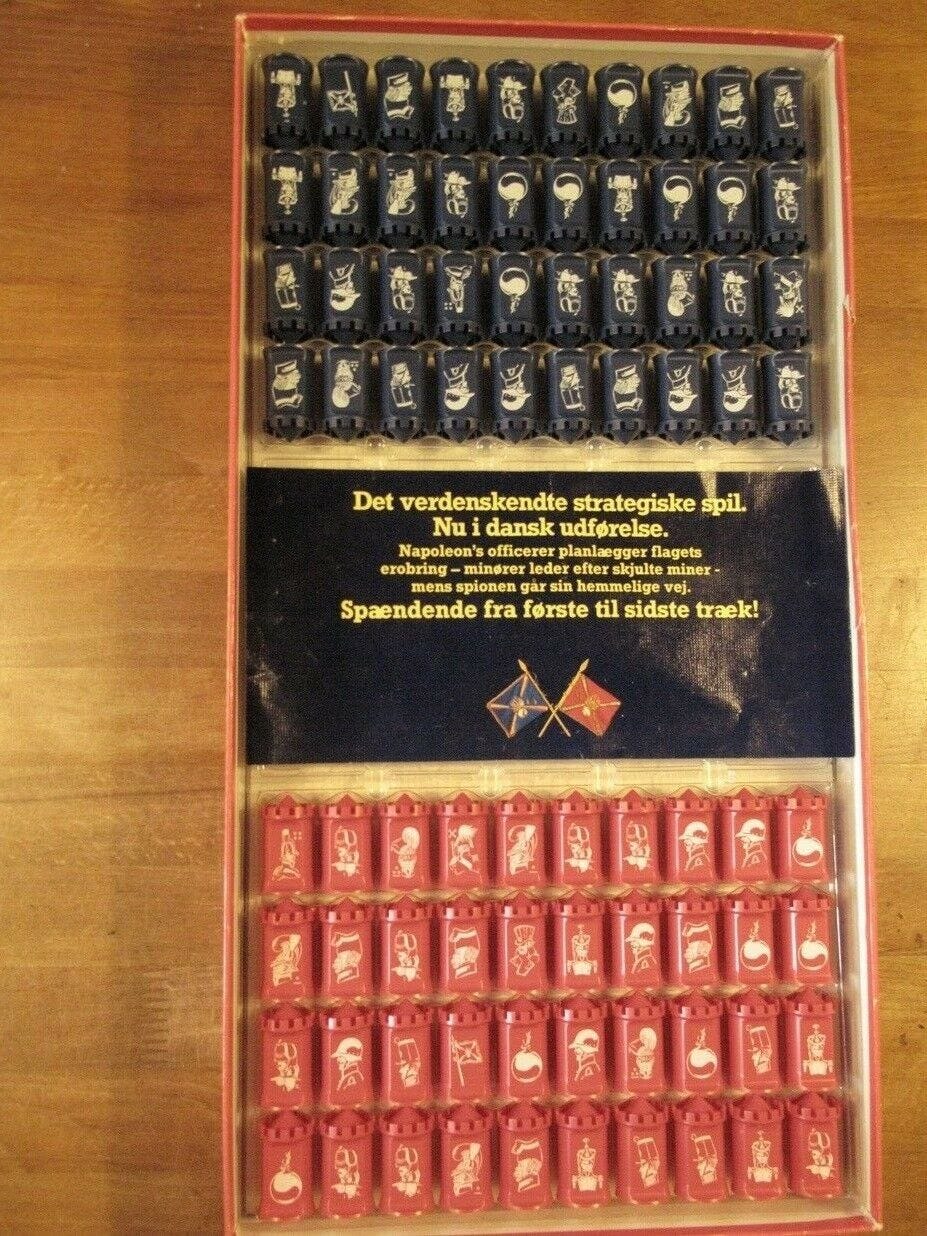 Det verdenskendte strategiske spil.
Nu i dansk udførelse.
Napoleon's officerer planlægger flagets
erobring – minører leder efter skjulte miner -
mens spionen går sin hemmelige vej.
Spændende fra første til sidste træk!